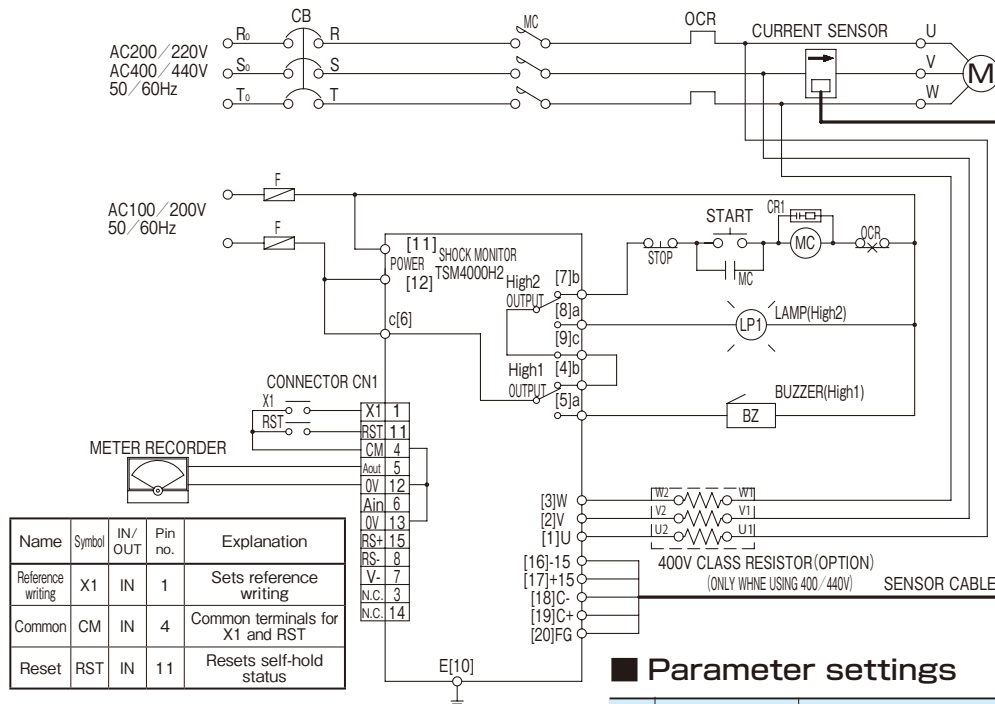 CB
MC
OCR
CURRENT SENSOR
AC200/220V
AC400/440V
50/60Hz
R₀ R U
S₀ S V
T₀ T W
M
F
AC100/200V
50/60Hz
F
START
CR1
MC
OCR
STOP
MC
[11] SHOCK MONITOR
POWER TSM4000H2
[12]
High2
OUTPUT
[7]b
[8]a
[9]c
c[6]
LP1
LAMP(High2)
High1
OUTPUT
[4]b
[5]a
BUZZER(High1)
BZ
CONNECTOR CN1
X1
RST
X1 1
RST 11
CM 4
Aout 5
0V 12
Ain 6
0V 13
RS+ 15
RS- 8
V- 7
N.C. 3
N.C. 14
METER RECORDER
[3]W W2 W1
[2]V V2 V1
[1]U U2 U1
400V CLASS RESISTOR(OPTION)
(ONLY WHNE USING 400/440V)
SENSOR CABLE
[16]-15
[17]+15
[18]C-
[19]C+
[20]FG
E[10]
Name Symbol IN/OUT Pin no. Explanation
Reference writing X1 IN 1 Sets reference writing
Common CM IN 4 Common terminals for X1 and RST
Reset RST IN 11 Resets self-hold status
■ Parameter settings